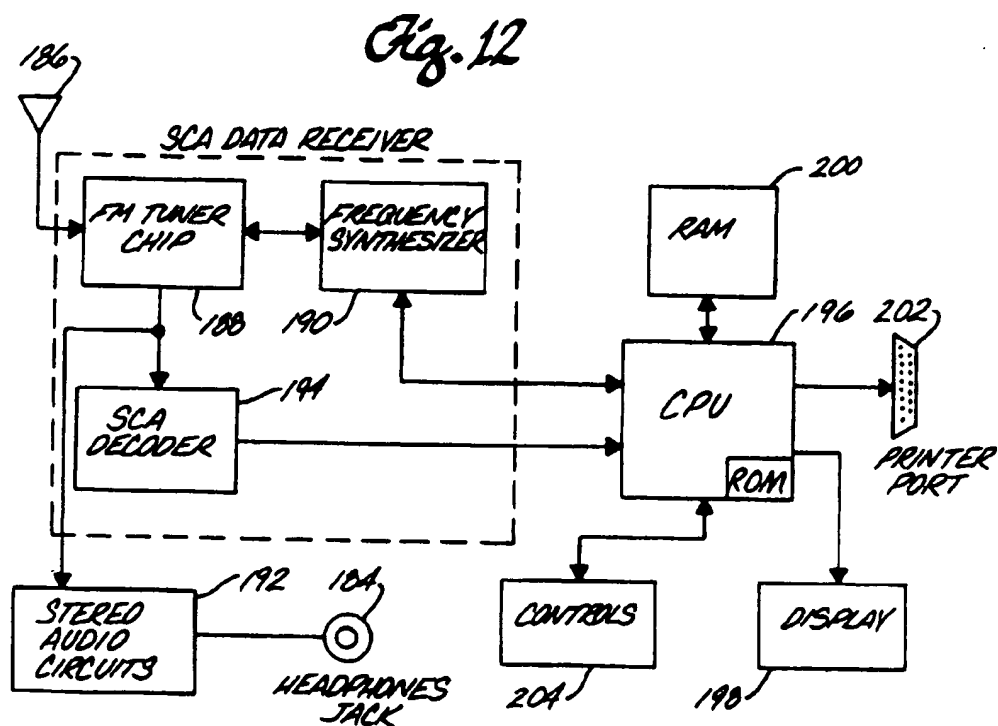 Fig. 12
186
SCA DATA RECEIVER
FM TUNER
CHIP
FREQUENCY
SYNTHESIZER
188
190
200
RAM
196
202
CPU
ROM
PRINTER
PORT
194
SCA
DECODER
192
184
STEREO
AUDIO
CIRCUITS
HEADPHONES
JACK
CONTROLS
204
DISPLAY
198